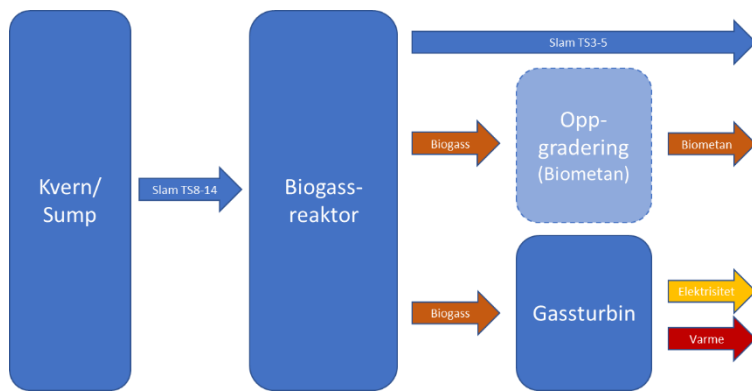 Kvern/
Sump
Slam TS8-14
Biogass-
reaktor
Slam TS3-5
Biogass
Opp-
gradering
(Biometan)
Biometan
Biogass
Gassturbin
Elektrisitet
Varme